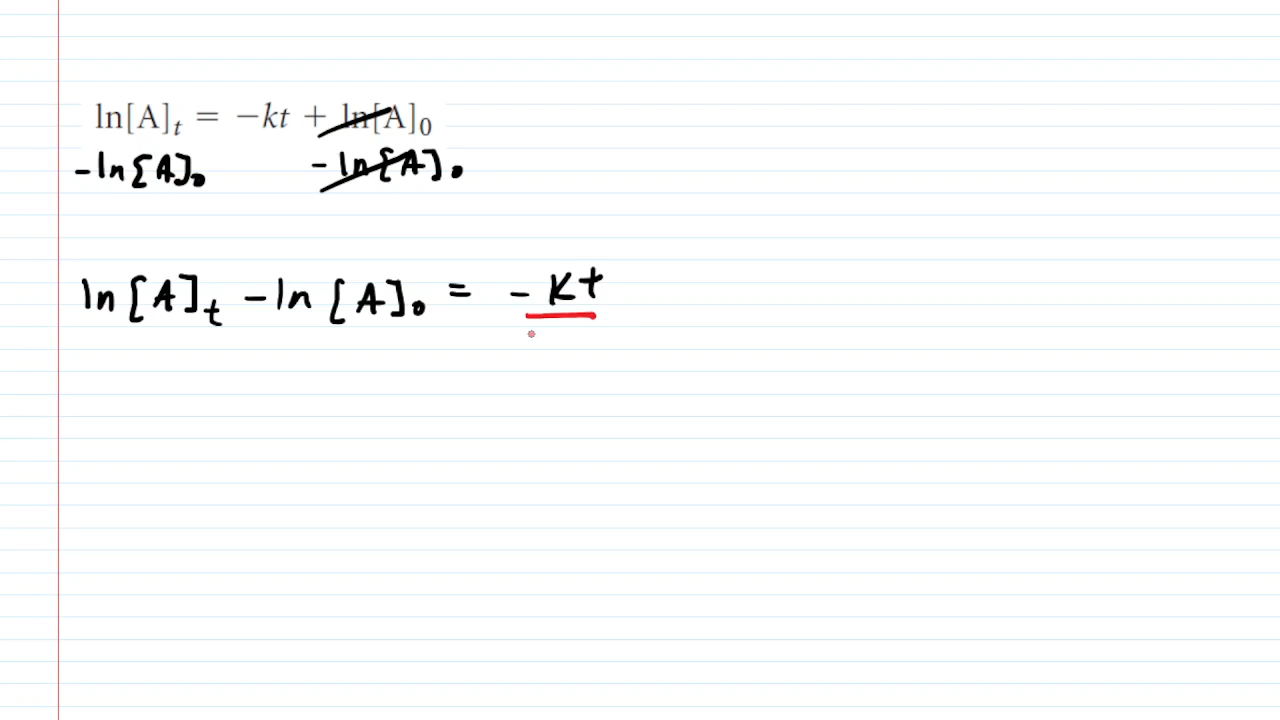 ln[A]t = −kt + ln[A]0
-ln[A]0 -ln[A]0
ln[A]t -ln[A]0 = -kt